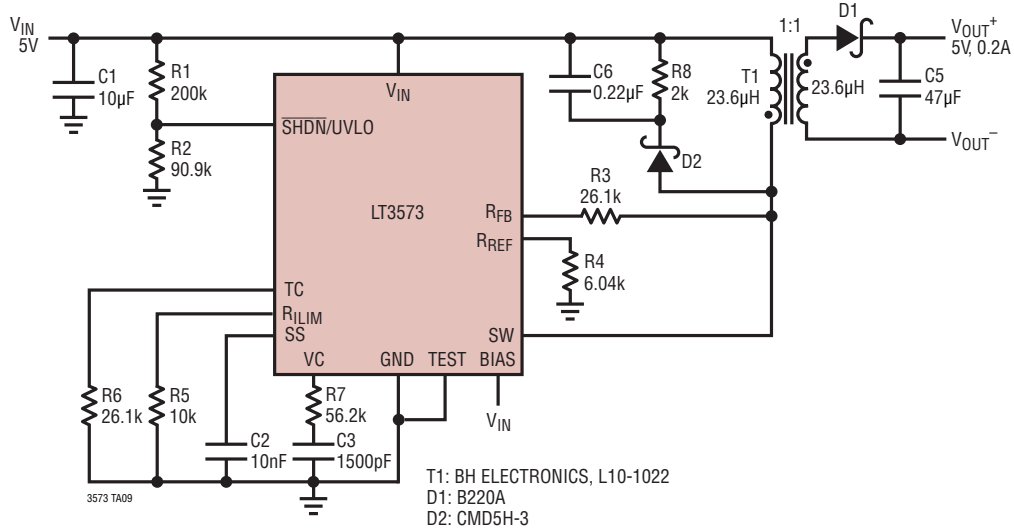 VIN
5V
C1
10µF
R1
200k
R2
90.9k
VIN
SHDN/UVLO
LT3573
RFB
RREF
TC
RILIM
SS
SW
VC
GND
TEST
BIAS
VIN
C6
0.22µF
R8
2k
D2
R3
26.1k
R4
6.04k
T1
23.6µH
1:1
23.6µH
D1
C5
47µF
VOUT+
5V, 0.2A
VOUT–
R6
26.1k
R5
10k
C2
10nF
R7
56.2k
C3
1500pF
3573 TA09
T1: BH ELECTRONICS, L10-1022
D1: B220A
D2: CMD5H-3